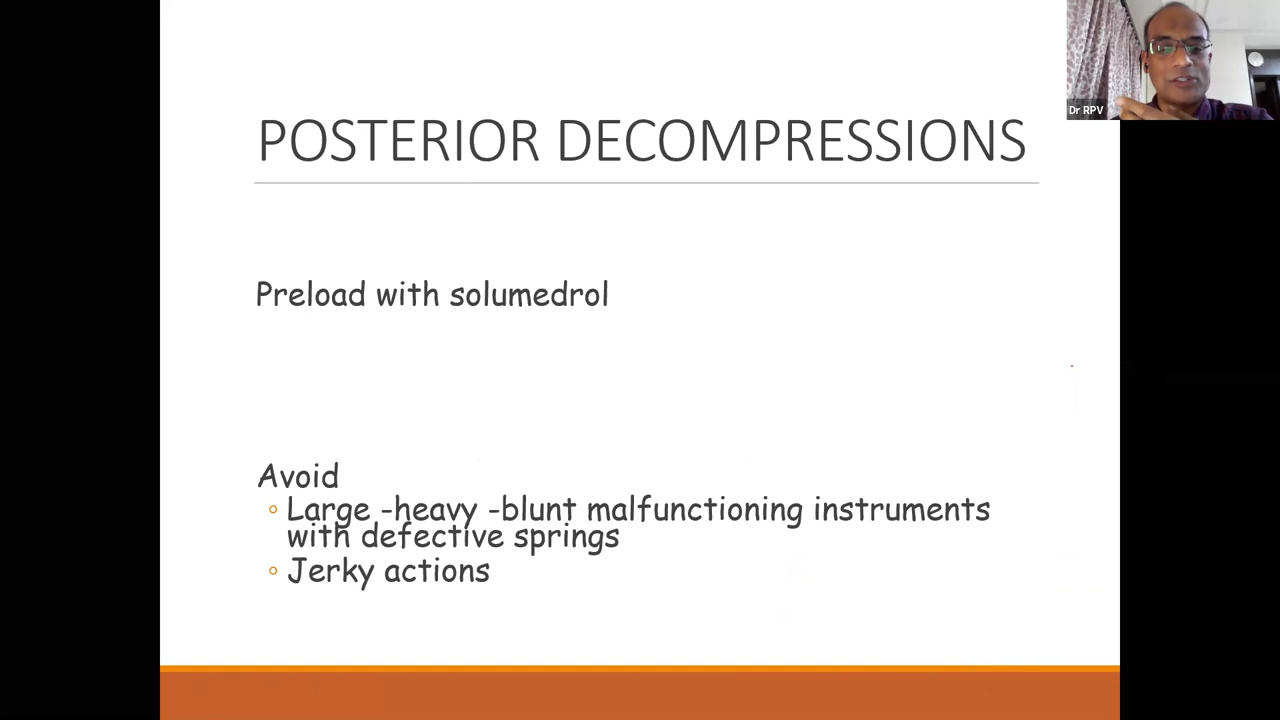 Dr RPV
POSTERIOR DECOMPRESSIONS
Preload with solumedrol
Avoid
◦ Large -heavy -blunt malfunctioning instruments
with defective springs
◦ Jerky actions